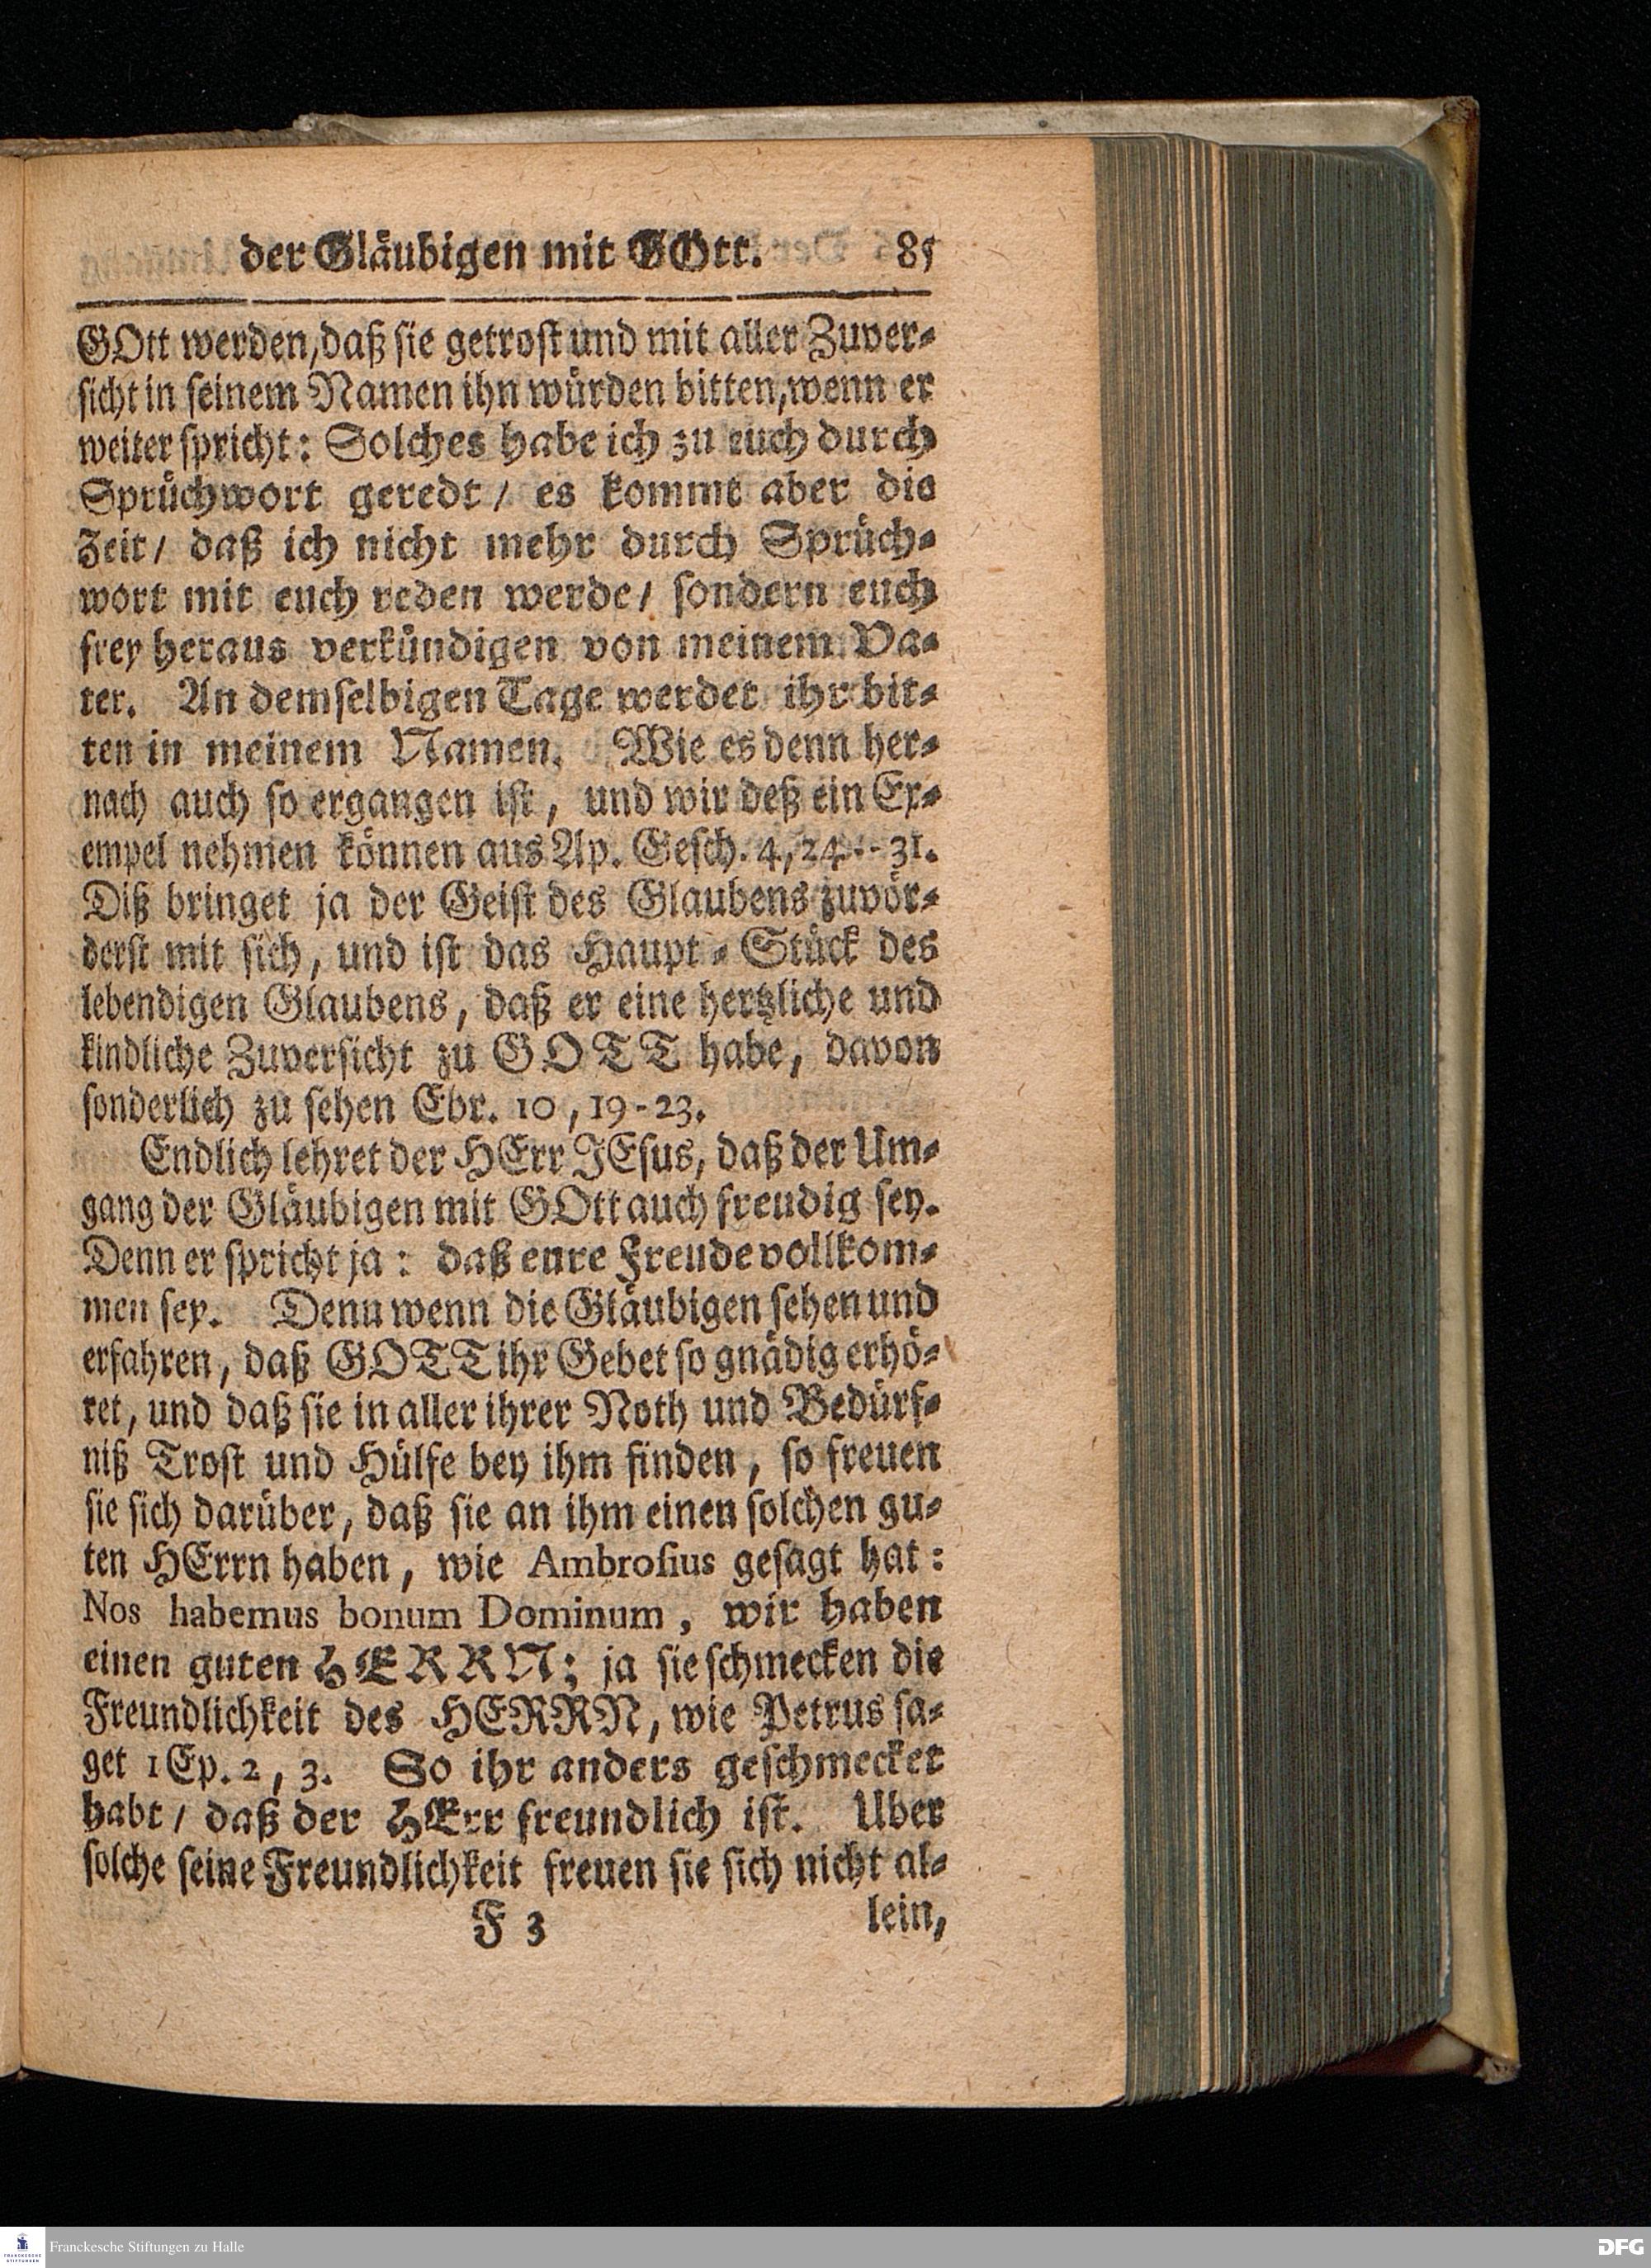 der Gläubigen mit GOtt. 85
GOtt werden, daß sie getrost und mit aller Zuver-
sicht in seinem Namen ihn würden bitten, wenn er
weiter spricht: Solches habe ich zu euch durch
Sprüchwort geredt / es kommt aber die
Zeit / daß ich nicht mehr durch Sprüch-
wort mit euch reden werde / sondern euch
frey heraus verkündigen von meinem Va-
ter. An demselbigen Tage werdet ihr bit-
ten in meinem Namen. Wie es denn her-
nach auch so ergangen ist, und wir deß ein Ex-
empel nehmen können aus Ap. Gesch. 4, 24--31.
Diß bringet ja der Geist des Glaubens zuvör-
derst mit sich, und ist das Haupt-Stück des
lebendigen Glaubens, daß er eine hertzliche und
kindliche Zuversicht zu GOTT habe, davon
sonderlich zu sehen Ebr. 10, 19-23.
Endlich lehret der HErr JEsus, daß der Um-
gang der Gläubigen mit GOtt auch freudig sey.
Denn er spricht ja: daß eure Freude vollkom-
men sey. Denn wenn die Gläubigen sehen und
erfahren, daß GOTT ihr Gebet so gnädig erhö-
ret, und daß sie in aller ihrer Noth und Bedürf-
niß Trost und Hülfe bey ihm finden, so freuen
sie sich darüber, daß sie an ihm einen solchen gu-
ten HErrn haben, wie Ambrosius gesagt hat:
Nos habemus bonum Dominum, wir haben
einen guten HERRN; ja sie schmecken die
Freundlichkeit des HERRN, wie Petrus sa-
get 1 Ep. 2, 3. So ihr anders geschmecket
habt / daß der HErr freundlich ist. Uber
solche seine Freundlichkeit freuen sie sich nicht al-
F 3 lein,
Franckesche Stiftungen zu Halle
DFG